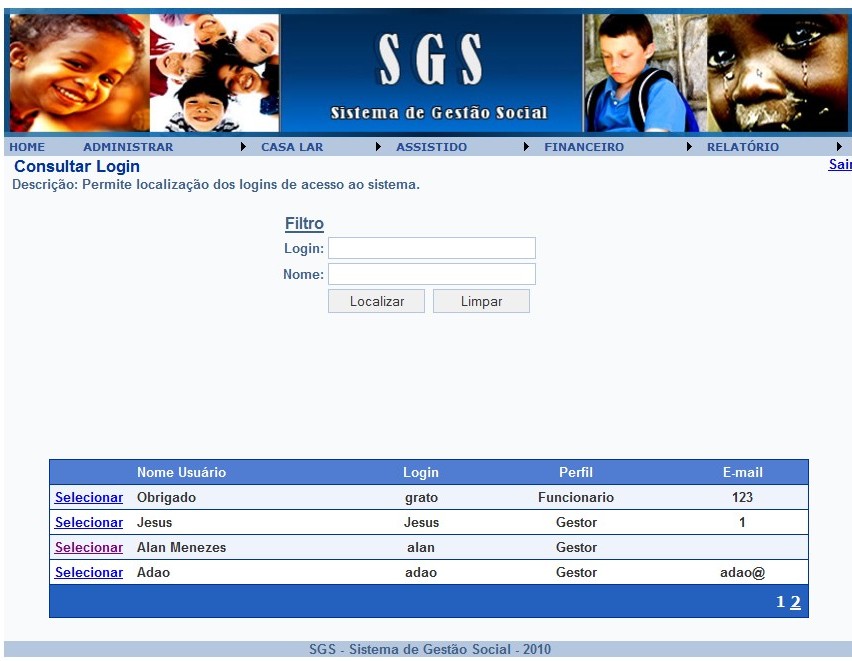 SGS
Sistema de Gestão Social
HOME ADMINISTRAR CASA LAR ASSISTIDO FINANCEIRO RELATÓRIO
Consultar Login Sair
Descrição: Permite localização dos logins de acesso ao sistema.
Filtro
Login:
Nome:
Localizar Limpar
Nome Usuário Login Perfil E-mail
Selecionar Obrigado grato Funcionario 123
Selecionar Jesus Jesus Gestor 1
Selecionar Alan Menezes alan Gestor
Selecionar Adao adao Gestor adao@
1 2
SGS - Sistema de Gestão Social - 2010